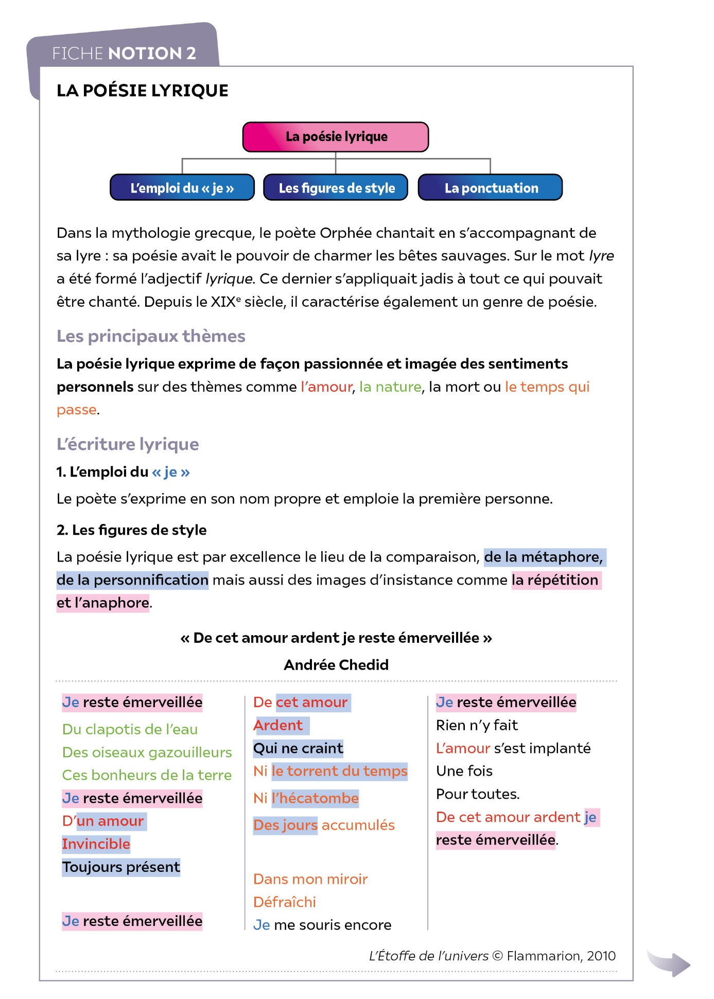 FICHE NOTION 2
LA POÉSIE LYRIQUE
La poésie lyrique
L’emploi du « je »
Les figures de style
La ponctuation
Dans la mythologie grecque, le poète Orphée chantait en s’accompagnant de
sa lyre : sa poésie avait le pouvoir de charmer les bêtes sauvages. Sur le mot lyre
a été formé l’adjectif lyrique. Ce dernier s’appliquait jadis à tout ce qui pouvait
être chanté. Depuis le XIXe siècle, il caractérise également un genre de poésie.
Les principaux thèmes
La poésie lyrique exprime de façon passionnée et imagée des sentiments
personnels sur des thèmes comme l’amour, la nature, la mort ou le temps qui
passe.
L’écriture lyrique
1. L’emploi du « je »
Le poète s’exprime en son nom propre et emploie la première personne.
2. Les figures de style
La poésie lyrique est par excellence le lieu de la comparaison, de la métaphore,
de la personnification mais aussi des images d’insistance comme la répétition
et l’anaphore.
« De cet amour ardent je reste émerveillée »
Andrée Chedid
Je reste émerveillée
Du clapotis de l’eau
Des oiseaux gazouilleurs
Ces bonheurs de la terre
Je reste émerveillée
D’un amour
Invincible
Toujours présent
Je reste émerveillée
De cet amour
Ardent
Qui ne craint
Ni le torrent du temps
Ni l’hécatombe
Des jours accumulés
Dans mon miroir
Défraîchi
Je me souris encore
Je reste émerveillée
Rien n’y fait
L’amour s’est implanté
Une fois
Pour toutes.
De cet amour ardent je
reste émerveillée.
L’Étoffe de l’univers © Flammarion, 2010